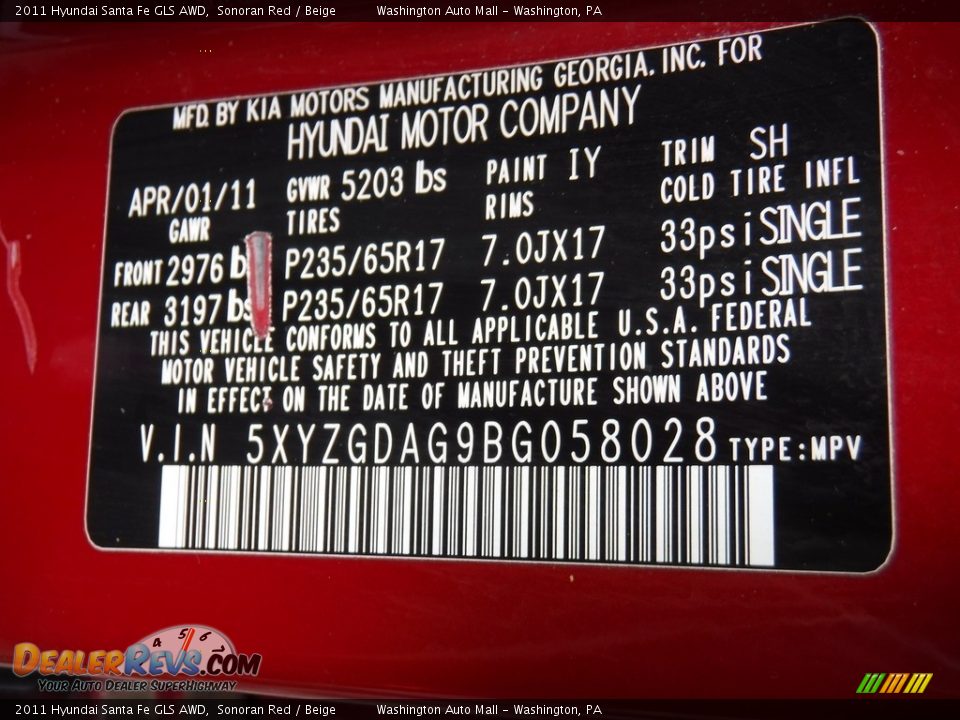 2011 Hyundai Santa Fe GLS AWD, Sonoran Red / Beige Washington Auto Mall - Washington, PA
MFD. BY KIA MOTORS MANUFACTURING GEORGIA. INC. FOR
HYUNDAI MOTOR COMPANY
APR/01/11 GVWR 5203 lbs PAINT IY TRIM SH
GAWR TIRES RIMS COLD TIRE INFL
FRONT 2976 P235/65R17 7.0JX17 33psi SINGLE
REAR 3197 lbs P235/65R17 7.0JX17 33psi SINGLE
THIS VEHICLE CONFORMS TO ALL APPLICABLE U.S.A. FEDERAL
MOTOR VEHICLE SAFETY AND THEFT PREVENTION STANDARDS
IN EFFECT ON THE DATE OF MANUFACTURE SHOWN ABOVE
V.I.N 5XYZGDAG9BG058028 TYPE:MPV
4 5 6
DEALERREVS.COM
YOUR AUTO DEALER SUPERHIGHWAY
2011 Hyundai Santa Fe GLS AWD, Sonoran Red / Beige Washington Auto Mall - Washington, PA